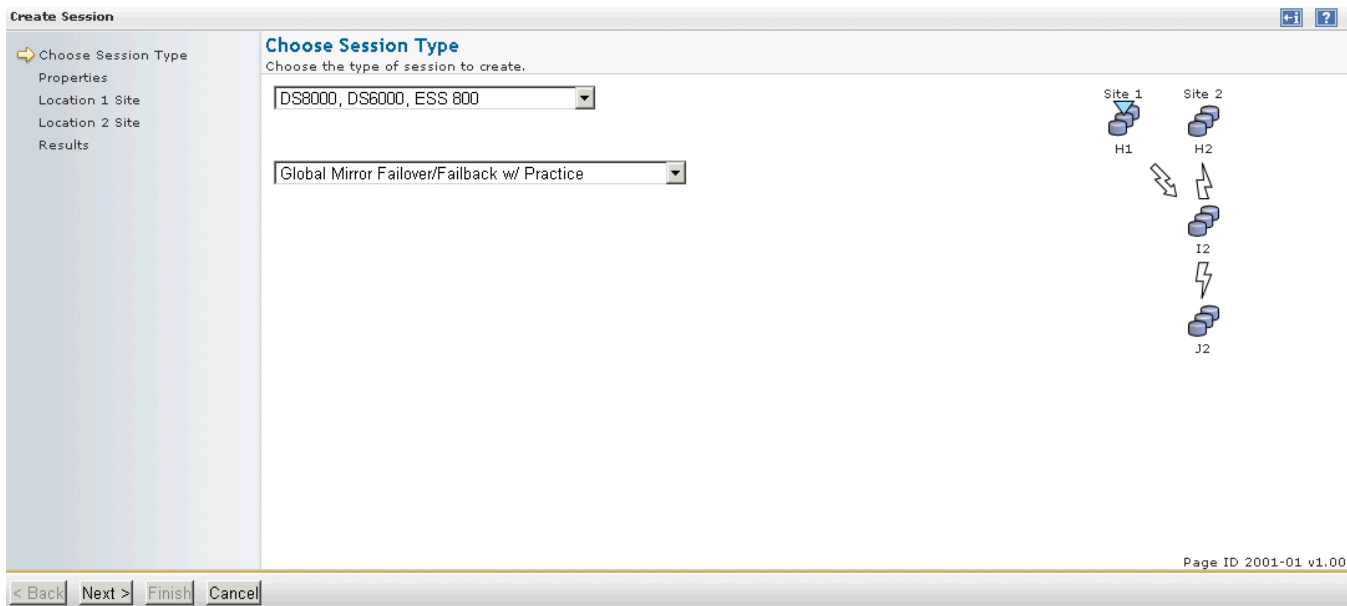 Create Session
?
Choose Session Type
Properties
Location 1 Site
Location 2 Site
Results
Choose Session Type
Choose the type of session to create.
DS8000, DS6000, ESS 800
Global Mirror Failover/Failback w/ Practice
Site 1 Site 2
H1 H2
I2
J2
Page ID 2001-01 v1.00
< Back Next > Finish Cancel